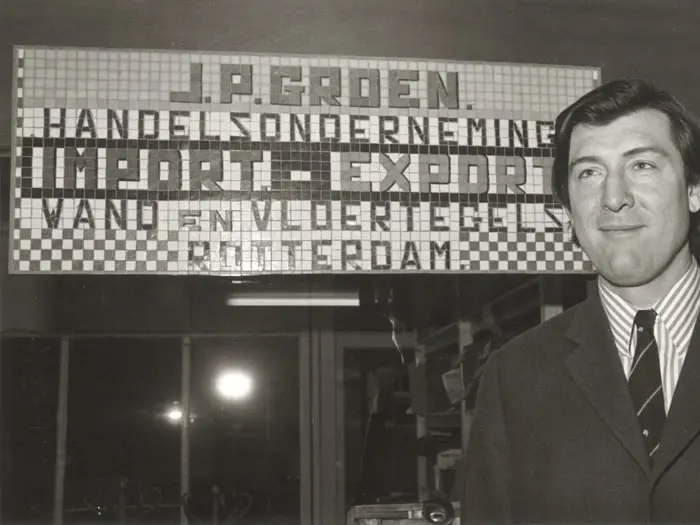 J.P. GROEN.
HANDELSONDERNEMING
IMPORT. - EXPORT
WAND EN VLOERTEGELS
ROTTERDAM.